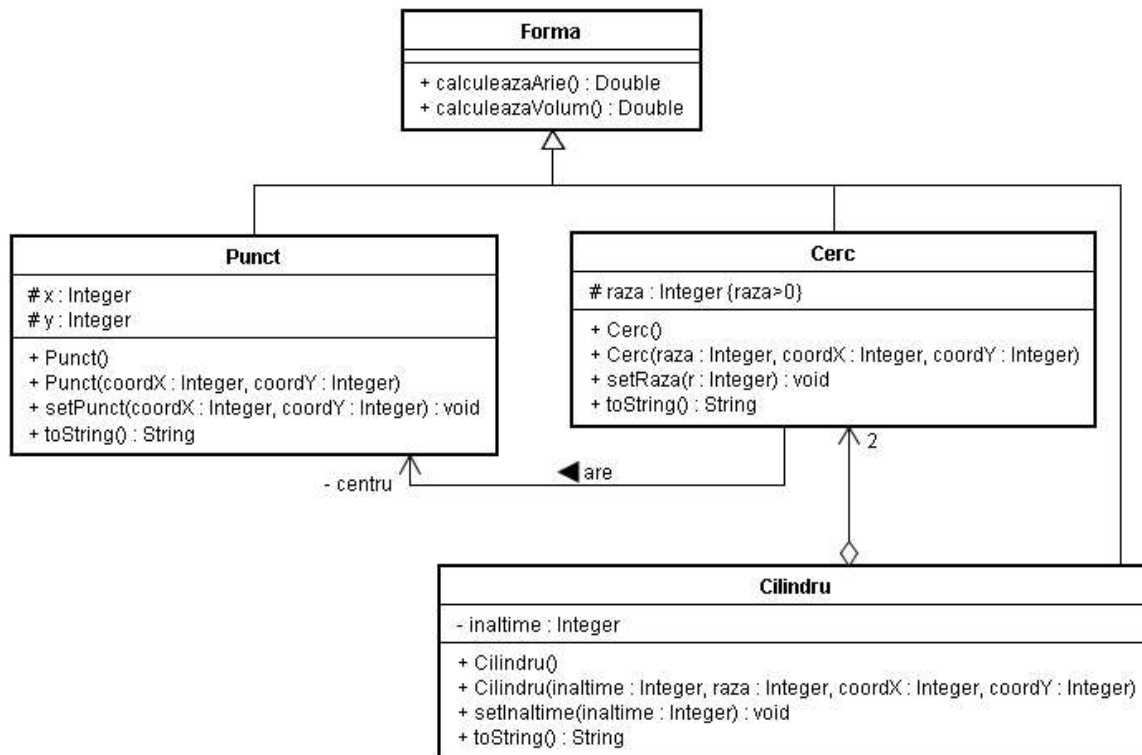 Forma
+ calculeazaArie() : Double
+ calculeazaVolum() : Double
Punct
# x : Integer
# y : Integer
+ Punct()
+ Punct(coordX : Integer, coordY : Integer)
+ setPunct(coordX : Integer, coordY : Integer) : void
+ toString() : String
Cerc
# raza : Integer {raza>0}
+ Cerc()
+ Cerc(raza : Integer, coordX : Integer, coordY : Integer)
+ setRaza(r : Integer) : void
+ toString() : String
- centru
are
2
Cilindru
- inaltime : Integer
+ Cilindru()
+ Cilindru(inaltime : Integer, raza : Integer, coordX : Integer, coordY : Integer)
+ setInaltime(inaltime : Integer) : void
+ toString() : String